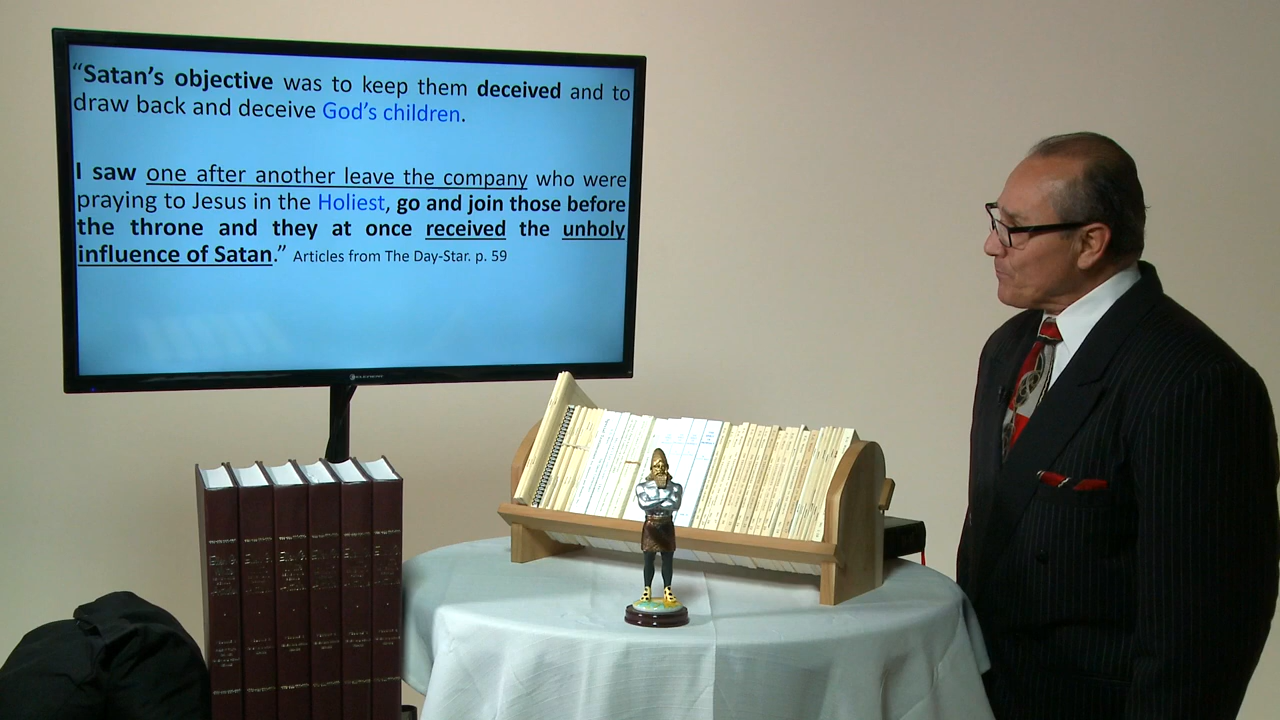 “Satan’s objective was to keep them deceived and to
draw back and deceive God’s children.
I saw one after another leave the company who were
praying to Jesus in the Holiest, go and join those before
the throne and they at once received the unholy
influence of Satan.” Articles from The Day-Star. p. 59